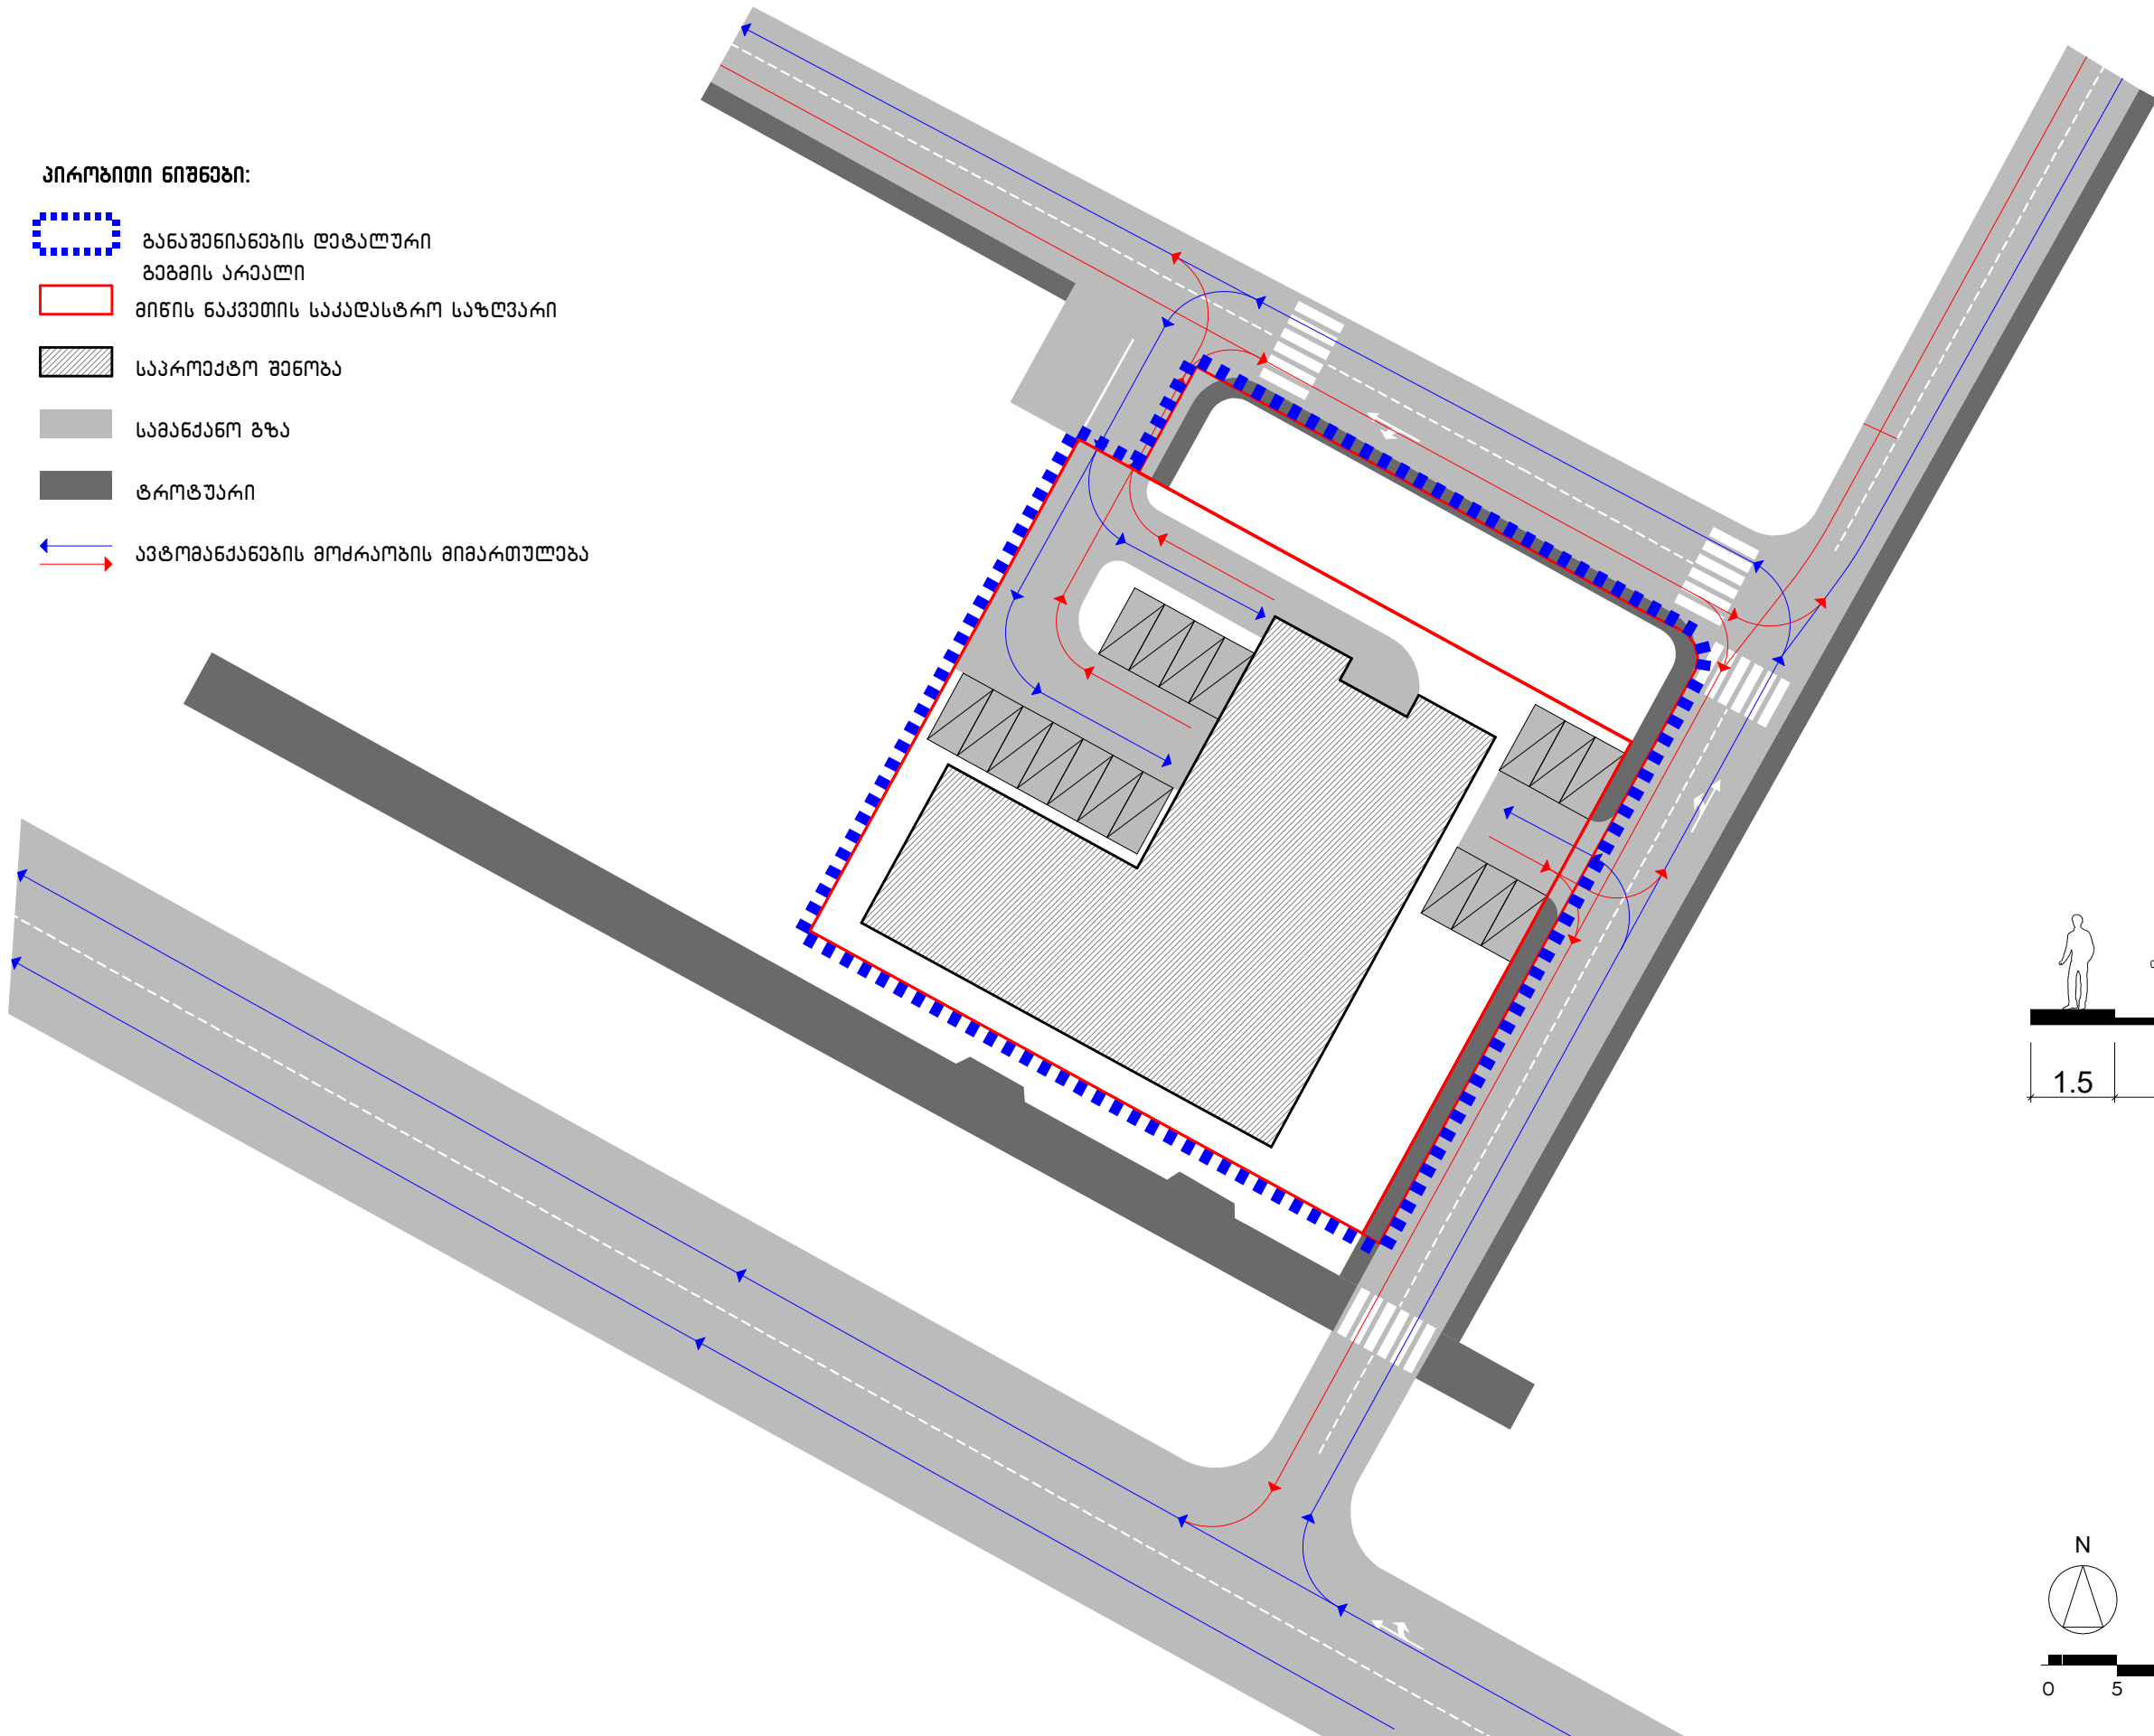 პირობითი ნიშნები:
განაშენიანების დეტალური
გეგმის არეალი
მიწის ნაკვეთის საკადასტრო საზღვარი
საპროექტო შენობა
სამანქანო გზა
ტროტუარი
ავტომანქანების მოძრაობის მიმართულება
1.5
N
0 5